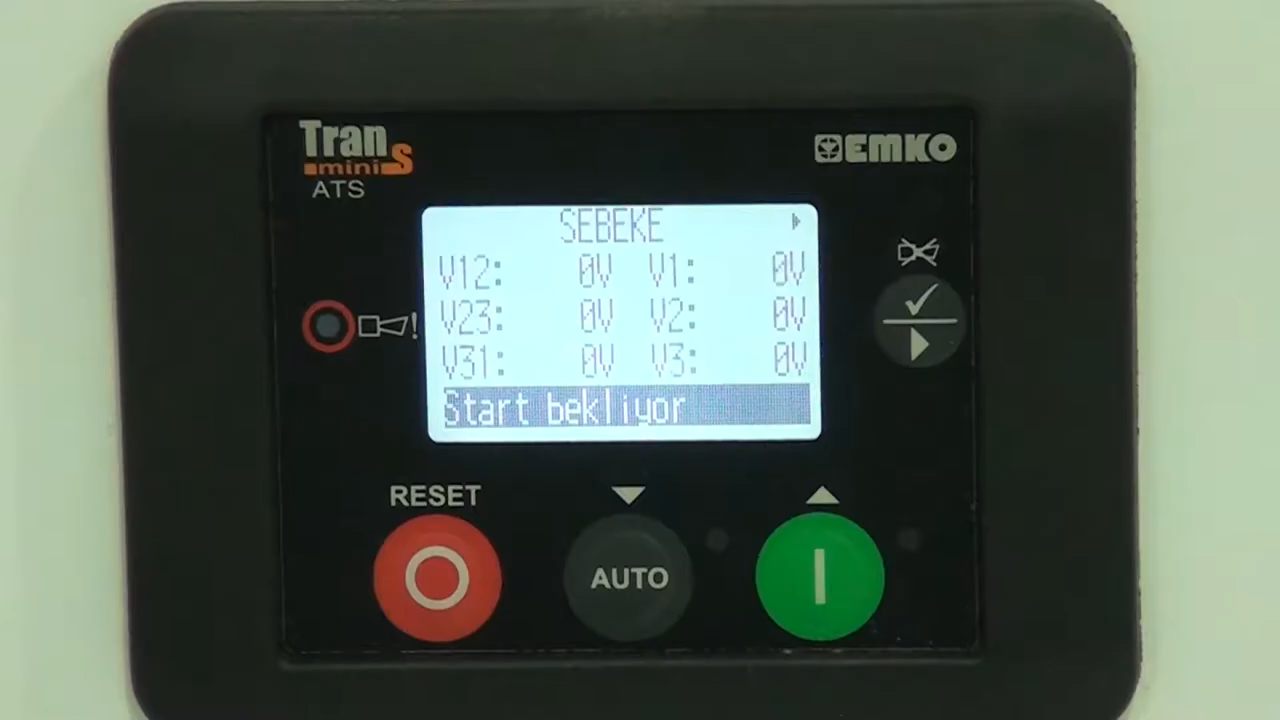 Tran
mini S
ATS
EMKO
SEBEKE
V12: 0V V1: 0V
V23: 0V V2: 0V
V31: 0V V3: 0V
Start bekliyor
RESET
AUTO